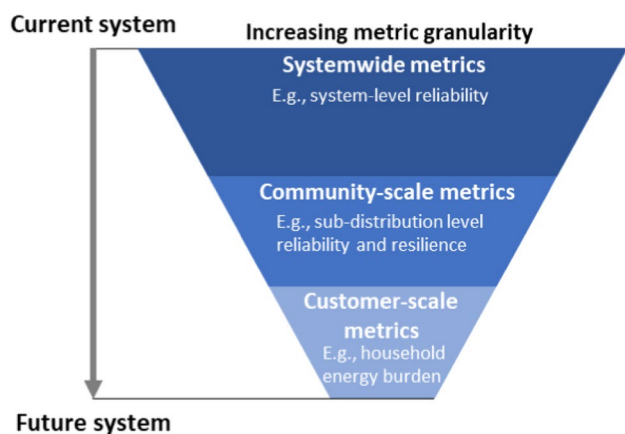 Current system
Increasing metric granularity
Systemwide metrics
E.g., system-level reliability
Community-scale metrics
E.g., sub-distribution level
reliability and resilience
Customer-scale
metrics
E.g., household
energy burden
Future system